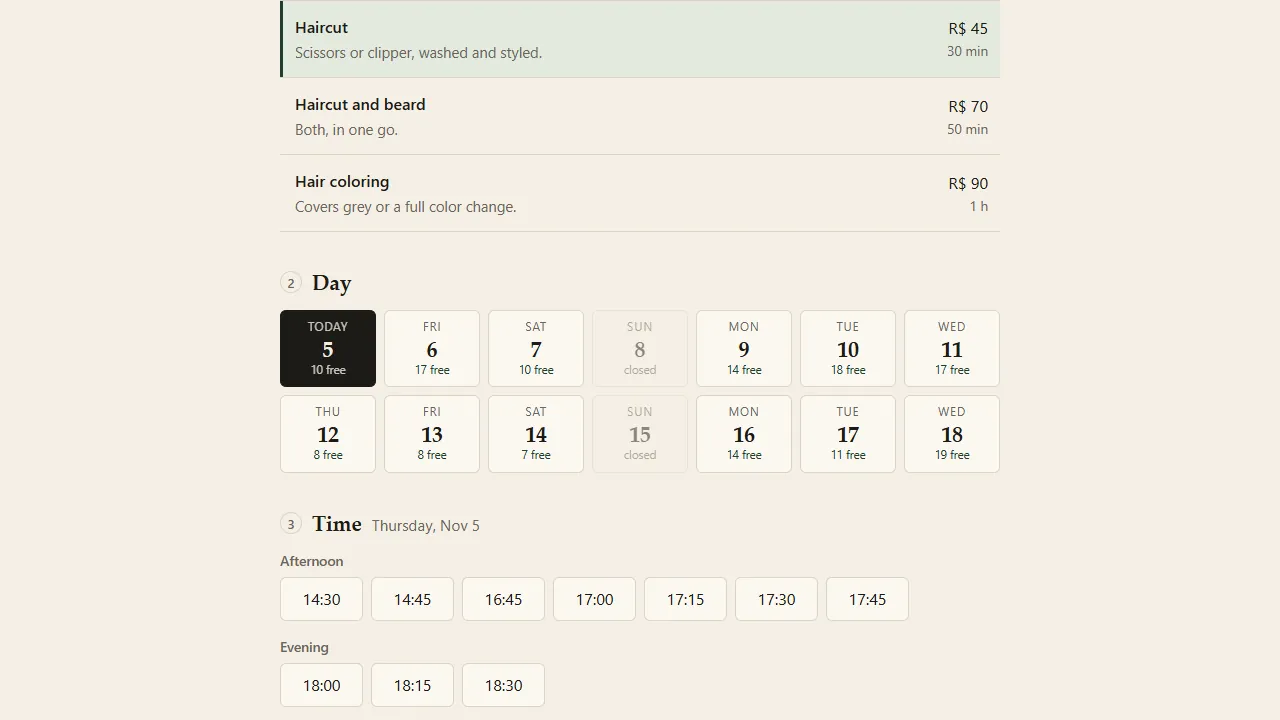 Haircut
R$ 45
Scissors or clipper, washed and styled.
30 min
Haircut and beard
R$ 70
Both, in one go.
50 min
Hair coloring
R$ 90
Covers grey or a full color change.
1 h
2 Day
TODAY FRI SAT SUN MON TUE WED
5 6 7 8 9 10 11
10 free 17 free 10 free closed 14 free 18 free 17 free
THU FRI SAT SUN MON TUE WED
12 13 14 15 16 17 18
8 free 8 free 7 free closed 14 free 11 free 19 free
3 Time Thursday, Nov 5
Afternoon
14:30 14:45 16:45 17:00 17:15 17:30 17:45
Evening
18:00 18:15 18:30